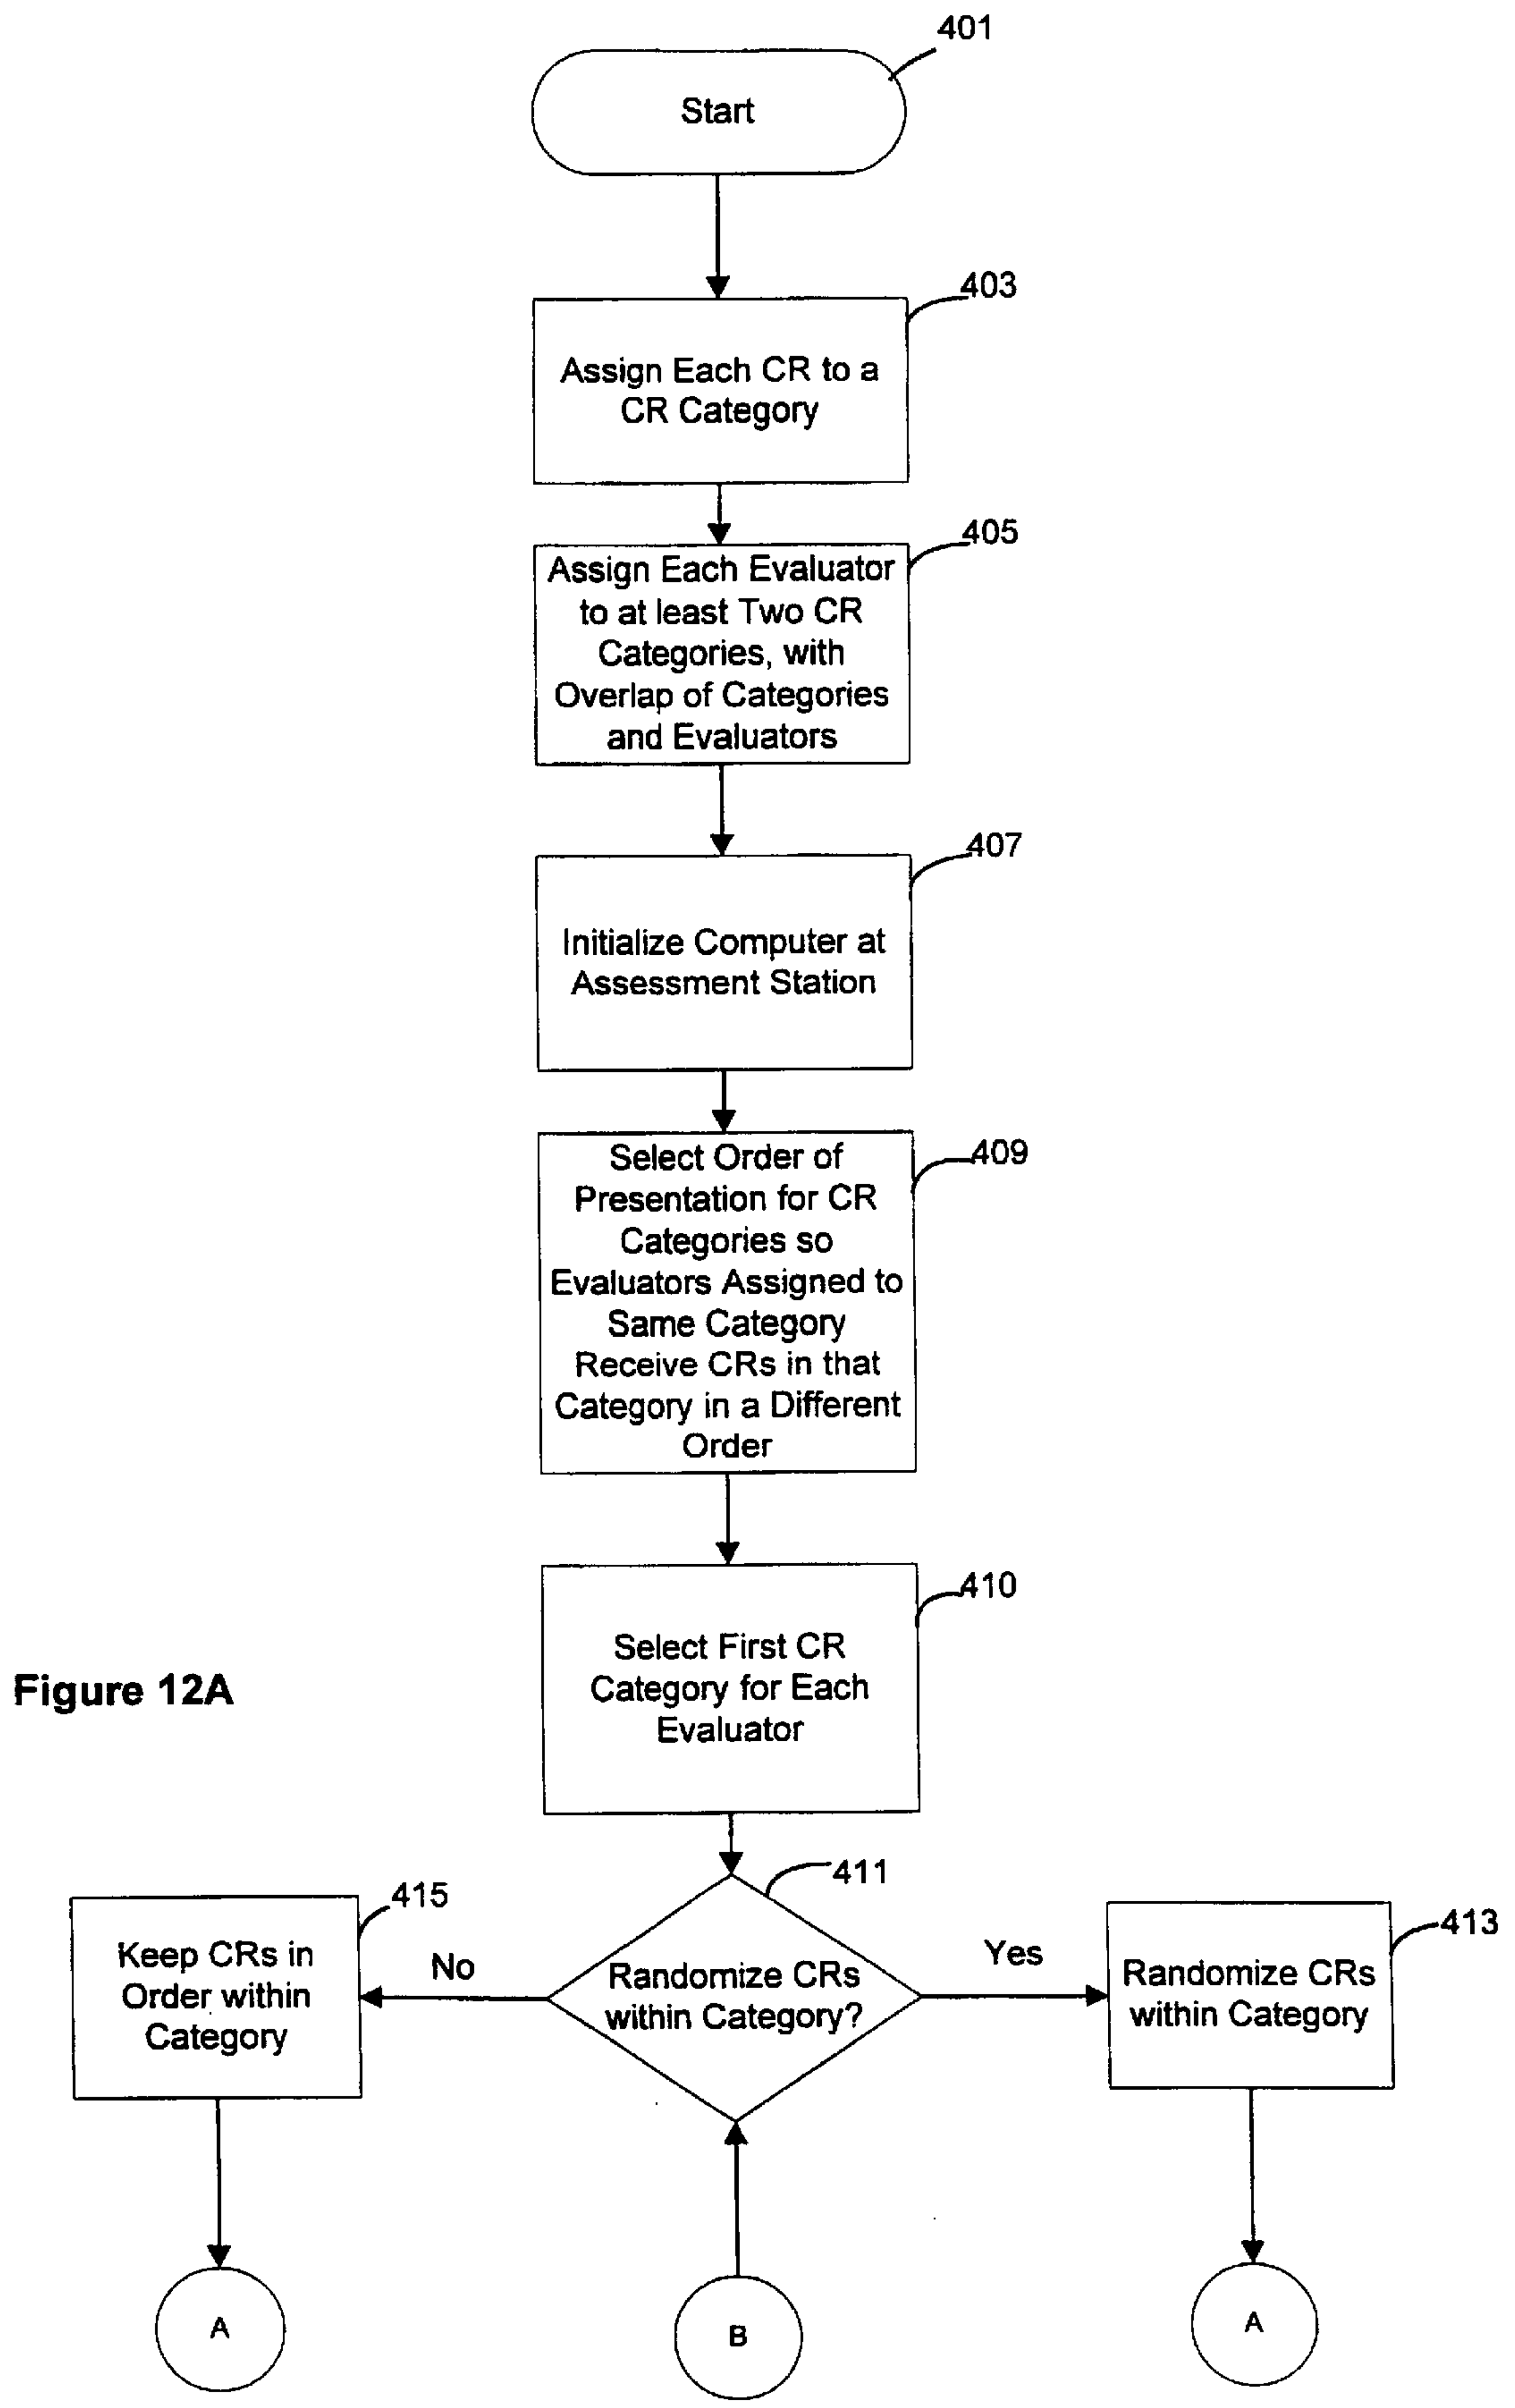 401
Start
403
Assign Each CR to a
CR Category
405
Assign Each Evaluator
to at least Two CR
Categories, with
Overlap of Categories
and Evaluators
407
Initialize Computer at
Assessment Station
409
Select Order of
Presentation for CR
Categories so
Evaluators Assigned to
Same Category
Receive CRs in that
Category in a Different
Order
410
Select First CR
Category for Each
Evaluator
Figure 12A
411
415
Keep CRs in
Order within
Category
No
Randomize CRs
within Category?
Yes
413
Randomize CRs
within Category
A
B
A